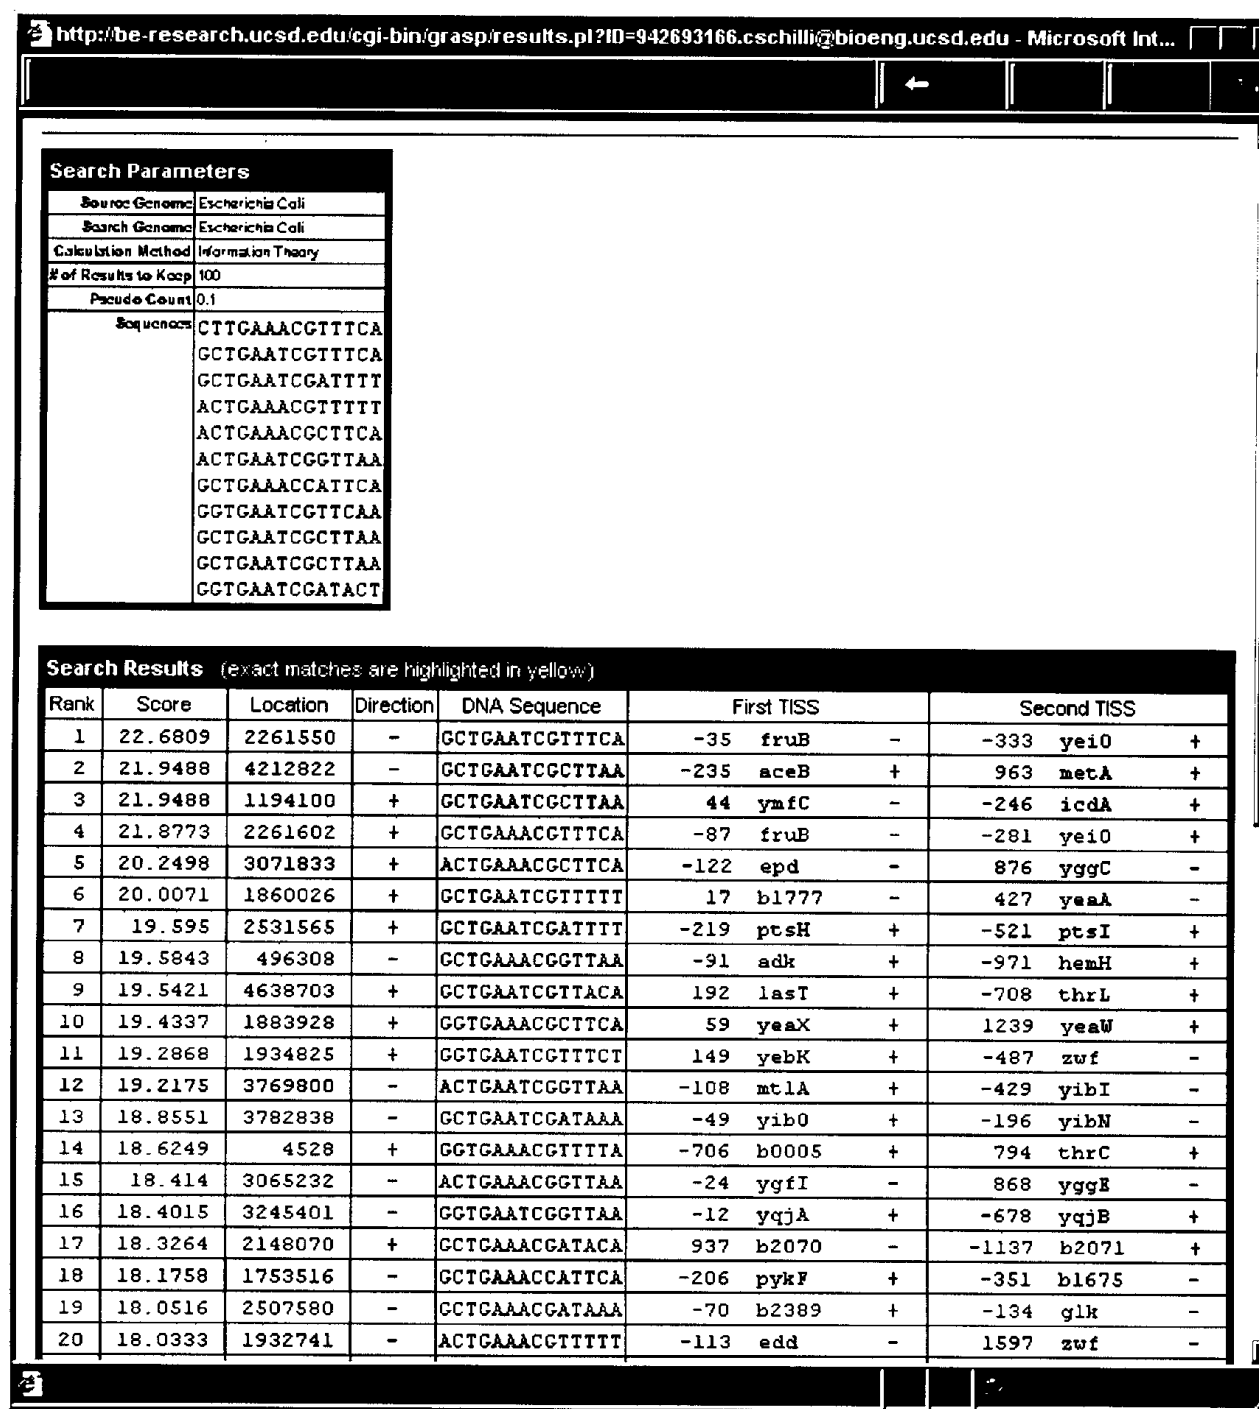 http://be-research.ucsd.edu/cgi-bin/grasp/results.pl?ID=942693166.cschilli@bioeng.ucsd.edu - Microsoft Int...
Search Parameters
Source Genome Escherichia Coli
Search Genome Escherichia Coli
Calculation Method Information Theory
# of Results to Keep 100
Pseudo Count 0.1
Sequences CTTGAAACGTTTCA
GCTGAATCGTTTCA
GCTGAATCGATTTT
ACTGAAACGTTTTT
ACTGAAACGCTTCA
ACTGAATCGGTTAA
GCTGAAACCATTCA
GGTGAATCGTTCAA
GCTGAATCGCTTAA
GCTGAATCGCTTAA
GGTGAATCGATACT
Search Results (exact matches are highlighted in yellow)
Rank Score Location Direction DNA Sequence First TISS Second TISS
1 22.6809 2261550 - GCTGAATCGTTTCA -35 fruB - -333 yeiO +
2 21.9488 4212822 - GCTGAATCGCTTAA -235 aceB + 963 metA +
3 21.9488 1194100 + GCTGAATCGCTTAA 44 ymfC - -246 icdA +
4 21.8773 2261602 + GCTGAAACGTTTCA -87 fruB - -281 yeiO +
5 20.2498 3071833 + ACTGAAACGCTTCA -122 epd - 876 yggC -
6 20.0071 1860026 + GCTGAAACGTTTTT 17 b1777 - 427 yeaA -
7 19.595 2531565 + GCTGAATCGATTTT -219 ptsH + -521 ptsI +
8 19.5843 496308 - GCTGAAACGGTTAA -91 adk + -971 hemH +
9 19.5421 4638703 + GCTGAATCGTTACA 192 lasT + -708 thrL +
10 19.4337 1883928 + GGTGAAACGCTTCA 59 yeaX + 1239 yeaW +
11 19.2868 1934825 + GGTGAATCGTTTCT 149 yebK + -487 zwf -
12 19.2175 3769800 - ACTGAATCGGTTAA -108 mtlA + -429 yibI -
13 18.8551 3782838 - GCTGAATCGATAAA -49 yibO + -196 yibN -
14 18.6249 4528 + GGTGAAACGTTTTA -706 b0005 + 794 thrC +
15 18.414 3065232 - ACTGAAACGGTTAA -24 ygfI - 868 yggE -
16 18.4015 3245401 - GGTGAATCGGTTAA -12 yqjA + -678 yqjB +
17 18.3264 2148070 + GCTGAAACGATACA 937 b2070 - -1137 b2071 +
18 18.1758 1753516 - GCTGAAACCATTCA -206 pykF + -351 b1675 -
19 18.0516 2507580 - GCTGAAACGATAAA -70 b2389 + -134 glk -
20 18.0333 1932741 - ACTGAAACGTTTTT -113 edd - 1597 zwf -